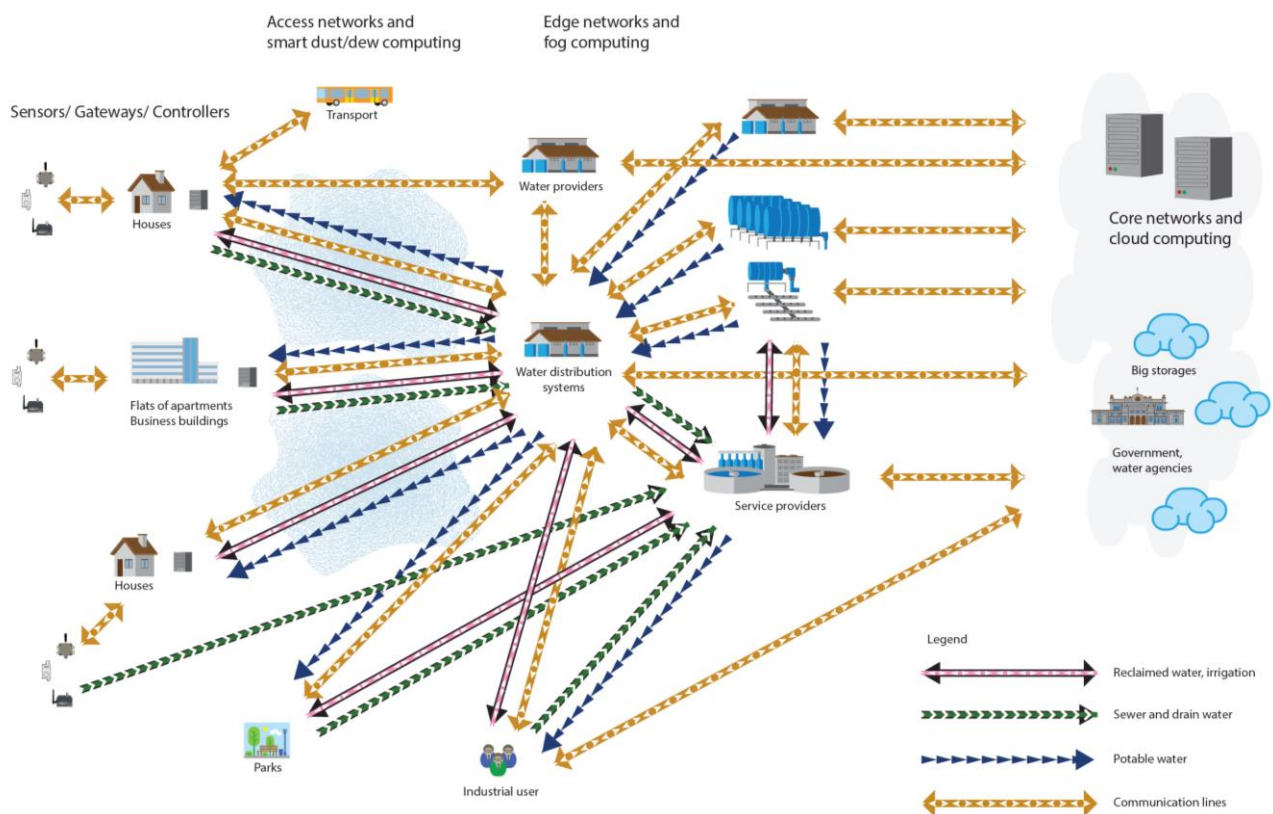 Access networks and
smart dust/dew computing
Edge networks and
fog computing
Sensors/ Gateways/ Controllers
Transport
Water providers
Houses
Core networks and
cloud computing
Water distribution
systems
Big storages
Flats of apartments
Business buildings
Government,
water agencies
Service providers
Houses
Legend
Reclaimed water, irrigation
Sewer and drain water
Potable water
Communication lines
Parks
Industrial user